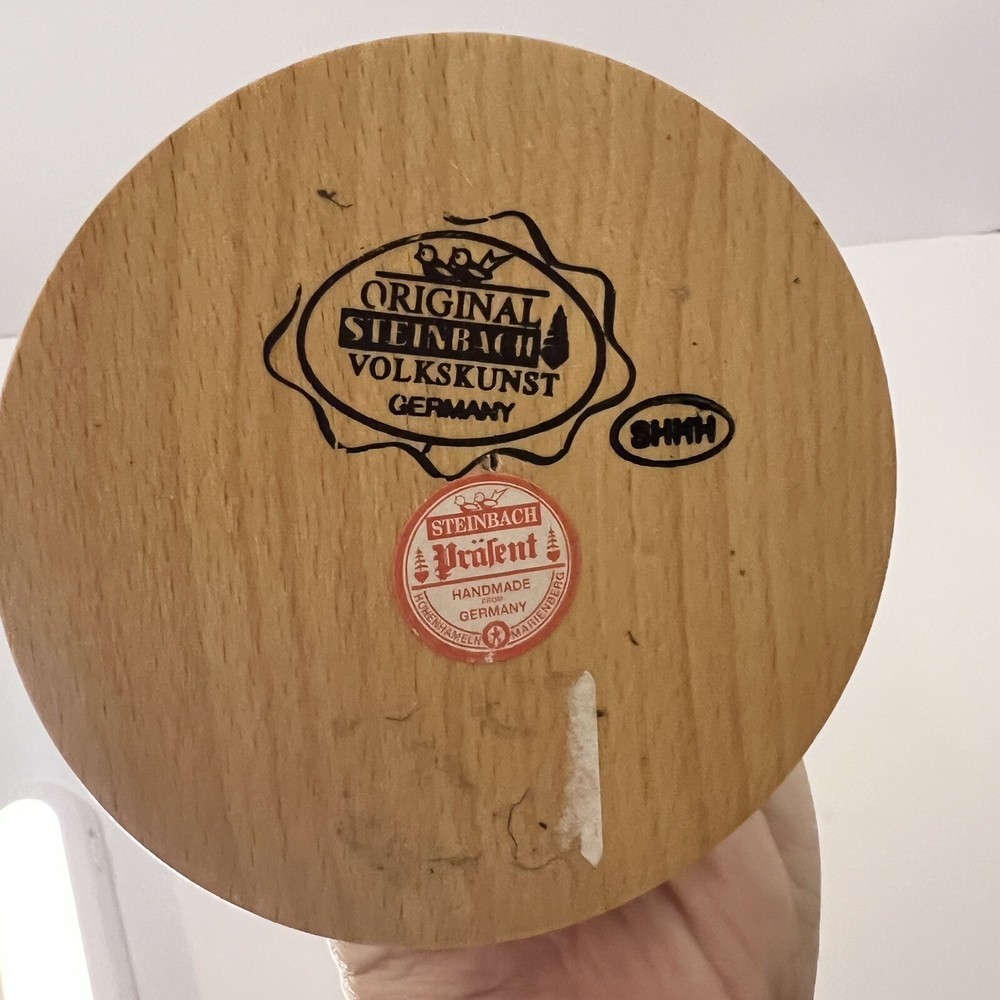 ORIGINAL
STEINBACH
VOLKSKUNST
GERMANY
SHHH
STEINBACH
Präſent
HANDMADE
FROM
GERMANY
HOHENHAMELN MARIENBERG